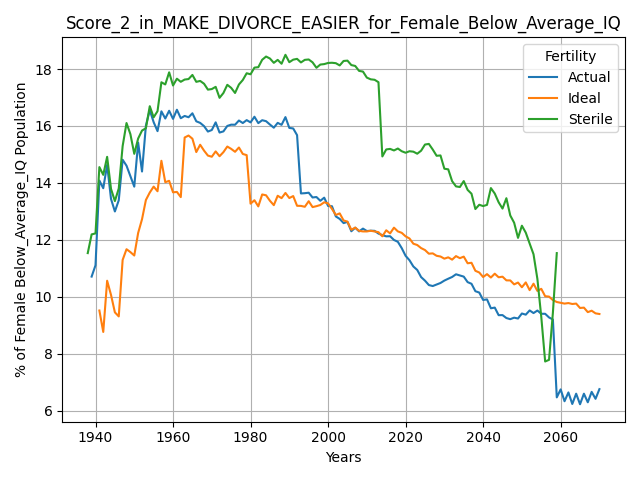 Score_2_in_MAKE_DIVORCE_EASIER_for_Female_Below_Average_IQ
% of Female Below_Average_IQ Population
18
16
14
12
10
8
6
Fertility
Actual
Ideal
Sterile
1940 1960 1980 2000 2020 2040 2060
Years